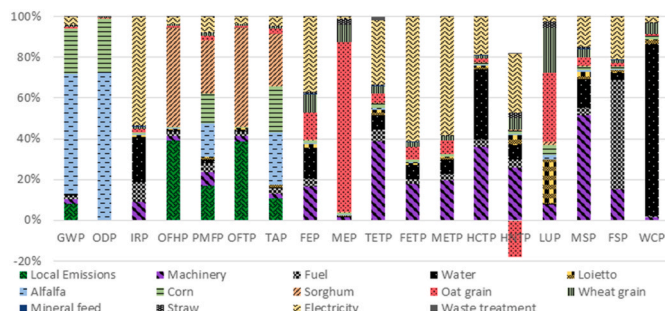 100%
80%
60%
40%
20%
0%
GWP ODP IRP OFHP PMFP OFTP TAP FEP MEP TETP FETP METP HCTP HNTP LUP MSP FSP WCP
-20%
Local Emissions Machinery Fuel Water Loietto
Alfalfa Corn Sorghum Oat grain Wheat grain
Mineral feed Straw Electricity Waste treatment